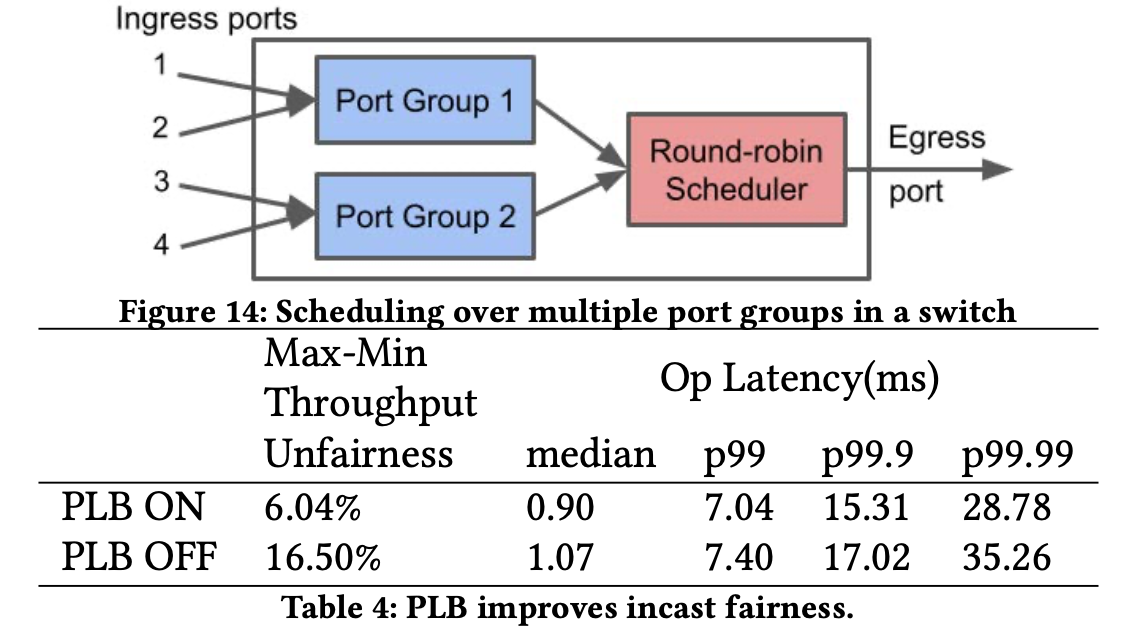 Ingress ports
1
2
3
4
Port Group 1
Port Group 2
Round-robin
Scheduler
Egress
port
Figure 14: Scheduling over multiple port groups in a switch
Max-Min
Throughput
Unfairness
Op Latency(ms)
median p99 p99.9 p99.99
PLB ON 6.04% 0.90 7.04 15.31 28.78
PLB OFF 16.50% 1.07 7.40 17.02 35.26
Table 4: PLB improves incast fairness.